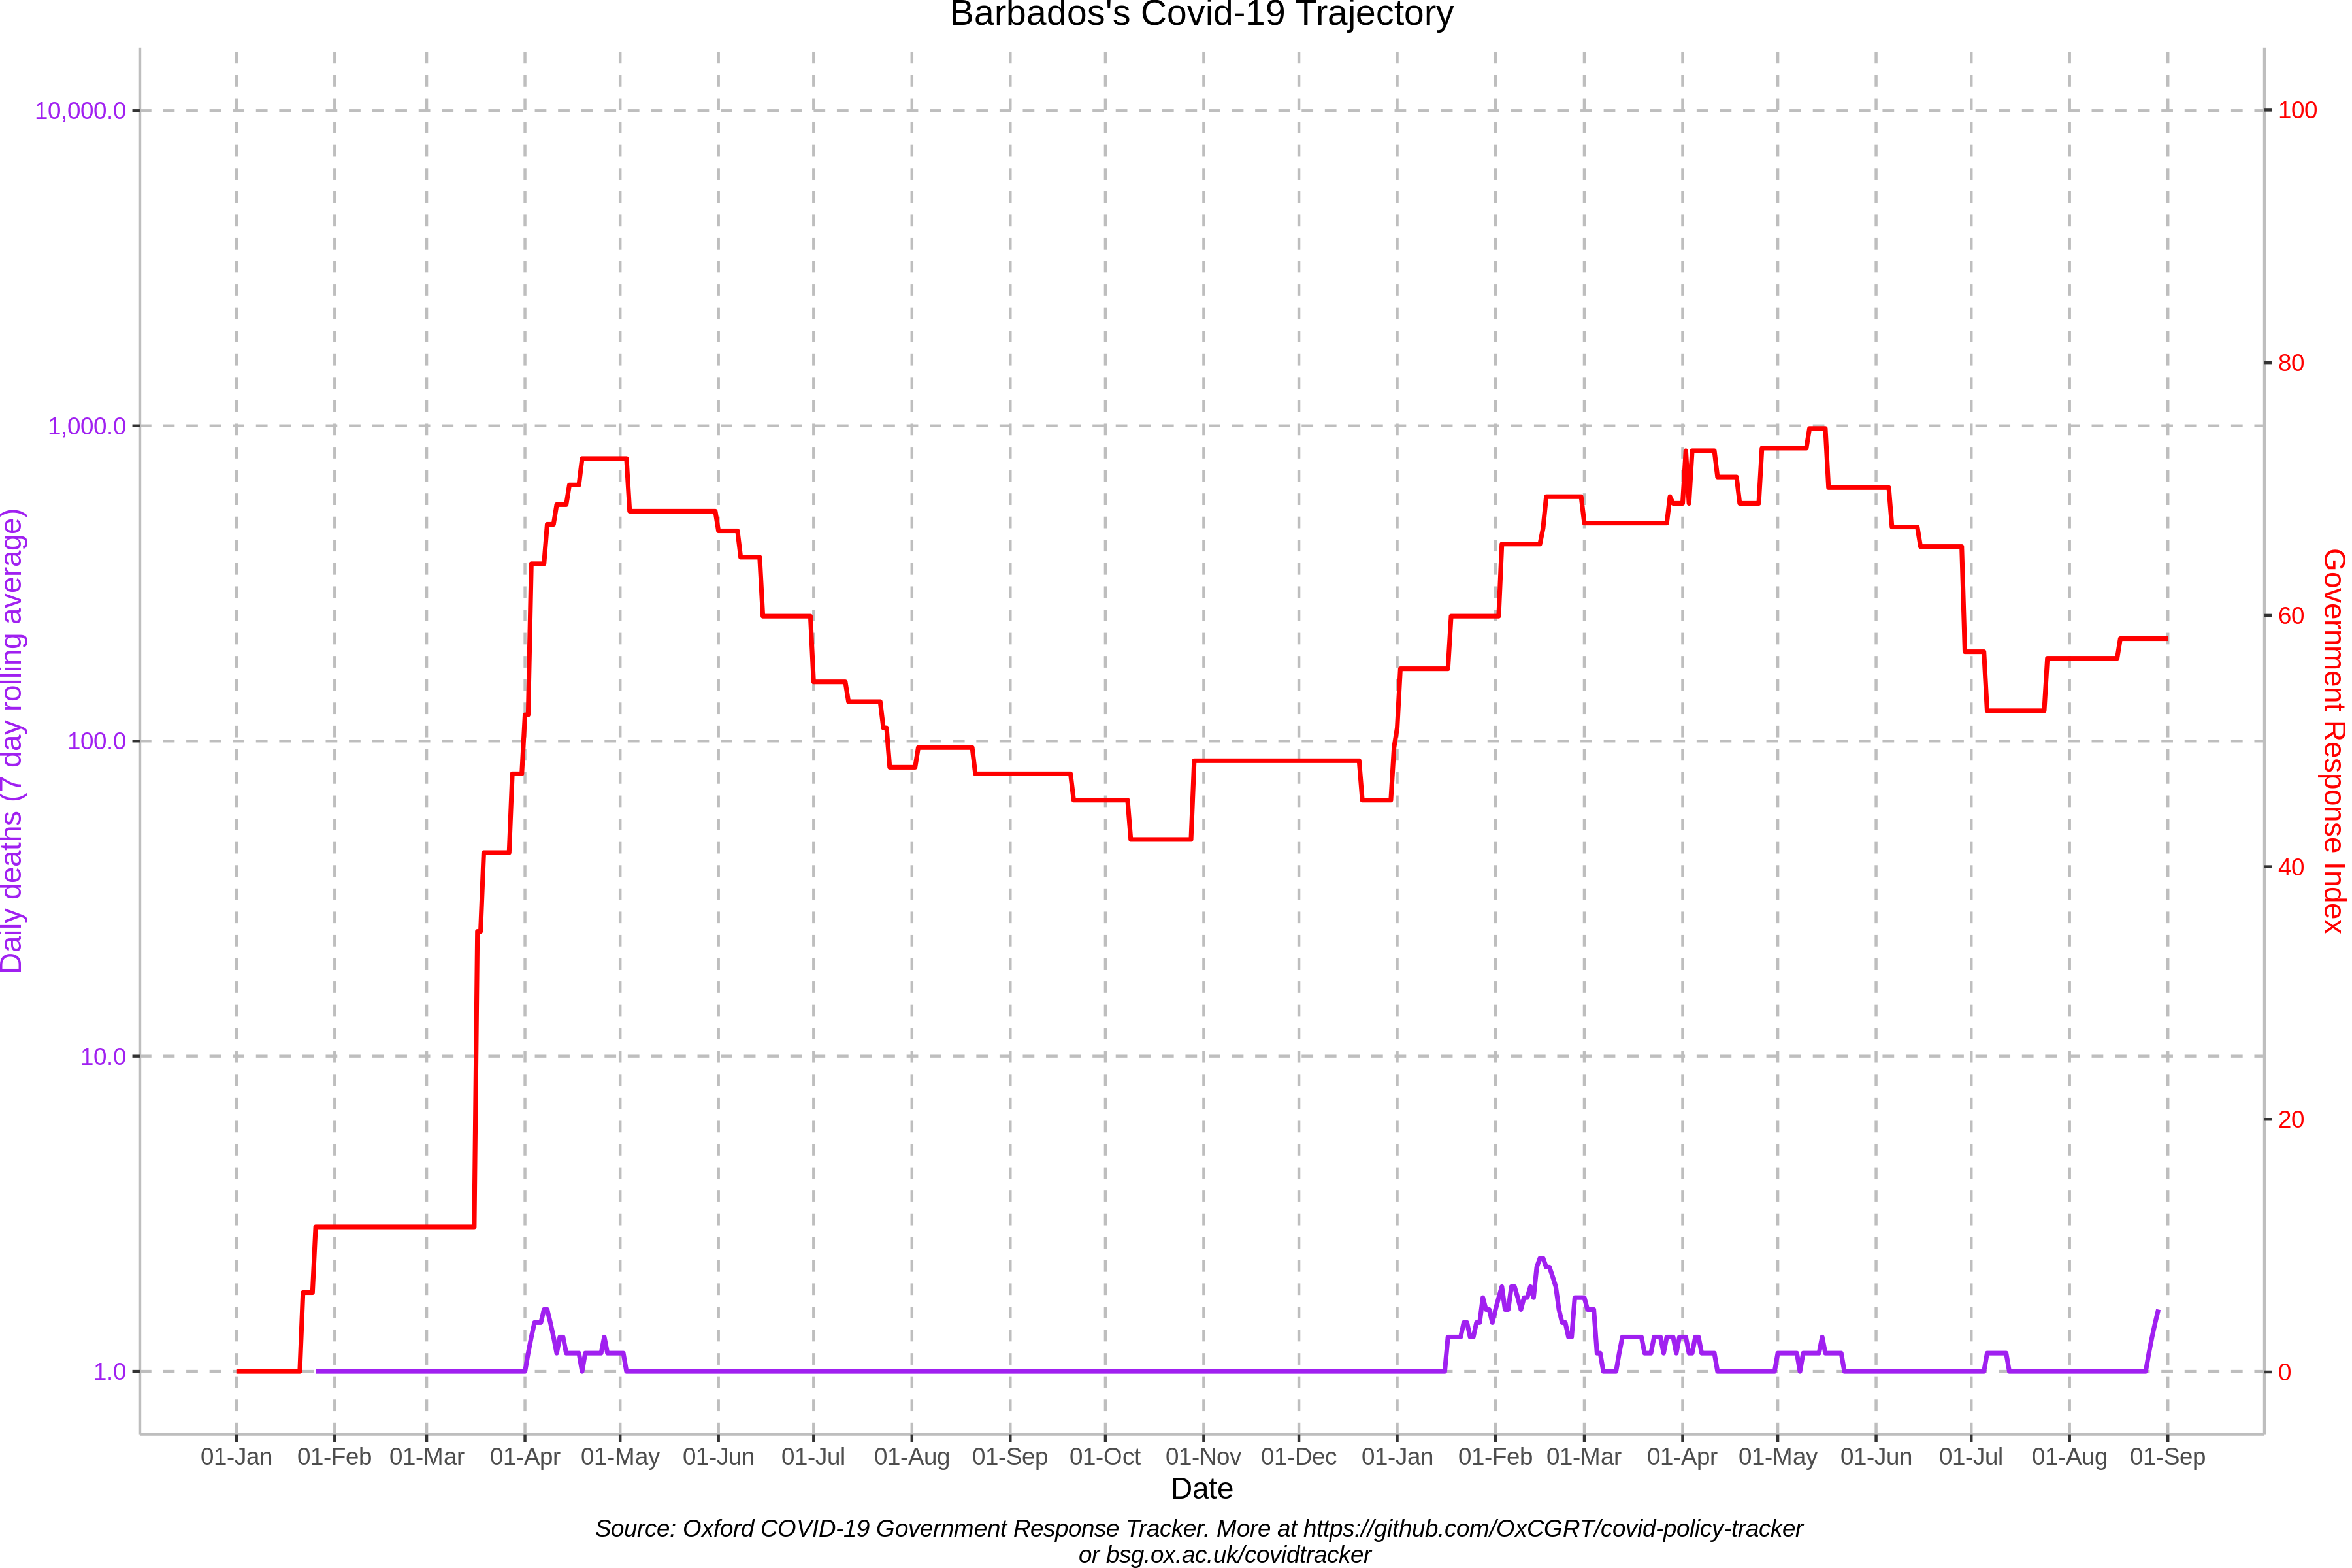 Barbados's Covid-19 Trajectory
10,000.0
1,000.0
100.0
10.0
1.0
Daily deaths (7 day rolling average)
100
80
60
40
20
0
Government Response Index
01-Jan 01-Feb 01-Mar 01-Apr 01-May 01-Jun 01-Jul 01-Aug 01-Sep 01-Oct 01-Nov 01-Dec 01-Jan 01-Feb 01-Mar 01-Apr 01-May 01-Jun 01-Jul 01-Aug 01-Sep
Date
Source: Oxford COVID-19 Government Response Tracker. More at https://github.com/OxCGRT/covid-policy-tracker
or bsg.ox.ac.uk/covidtracker